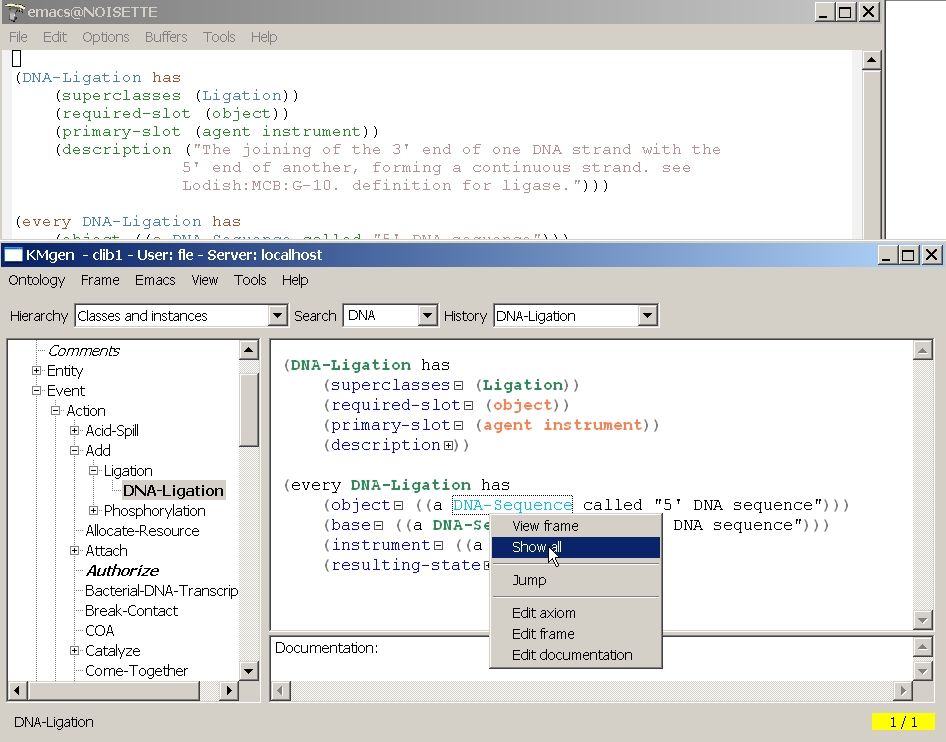 emacs@NOISETTE
File Edit Options Buffers Tools Help
(DNA-Ligation has
(superclasses (Ligation))
(required-slot (object))
(primary-slot (agent instrument))
(description ("The joining of the 3' end of one DNA strand with the
5' end of another, forming a continuous strand. see
Lodish:MCB:G-10. definition for ligase.")))
(every DNA-Ligation has
(object ((a DNA-Sequence called "5' DNA sequence")))
KMgen - clib1 - User: fle - Server: localhost
Ontology Frame Emacs View Tools Help
Hierarchy Classes and instances Search DNA History DNA-Ligation
Comments
Entity
Event
Action
Acid-Spill
Add
Ligation
DNA-Ligation
Phosphorylation
Allocate-Resource
Attach
Authorize
Bacterial-DNA-Transcrip
Break-Contact
COA
Catalyze
Come-Together
(DNA-Ligation has
(superclasses (Ligation))
(required-slot (object))
(primary-slot (agent instrument))
(description))
(every DNA-Ligation has
(object ((a DNA-Sequence called "5' DNA sequence")))
(base ((a DNA-Se DNA sequence")))
(instrument ((a
(resulting-state
View frame
Show all
Jump
Edit axiom
Edit frame
Edit documentation
Documentation:
DNA-Ligation
1 / 1